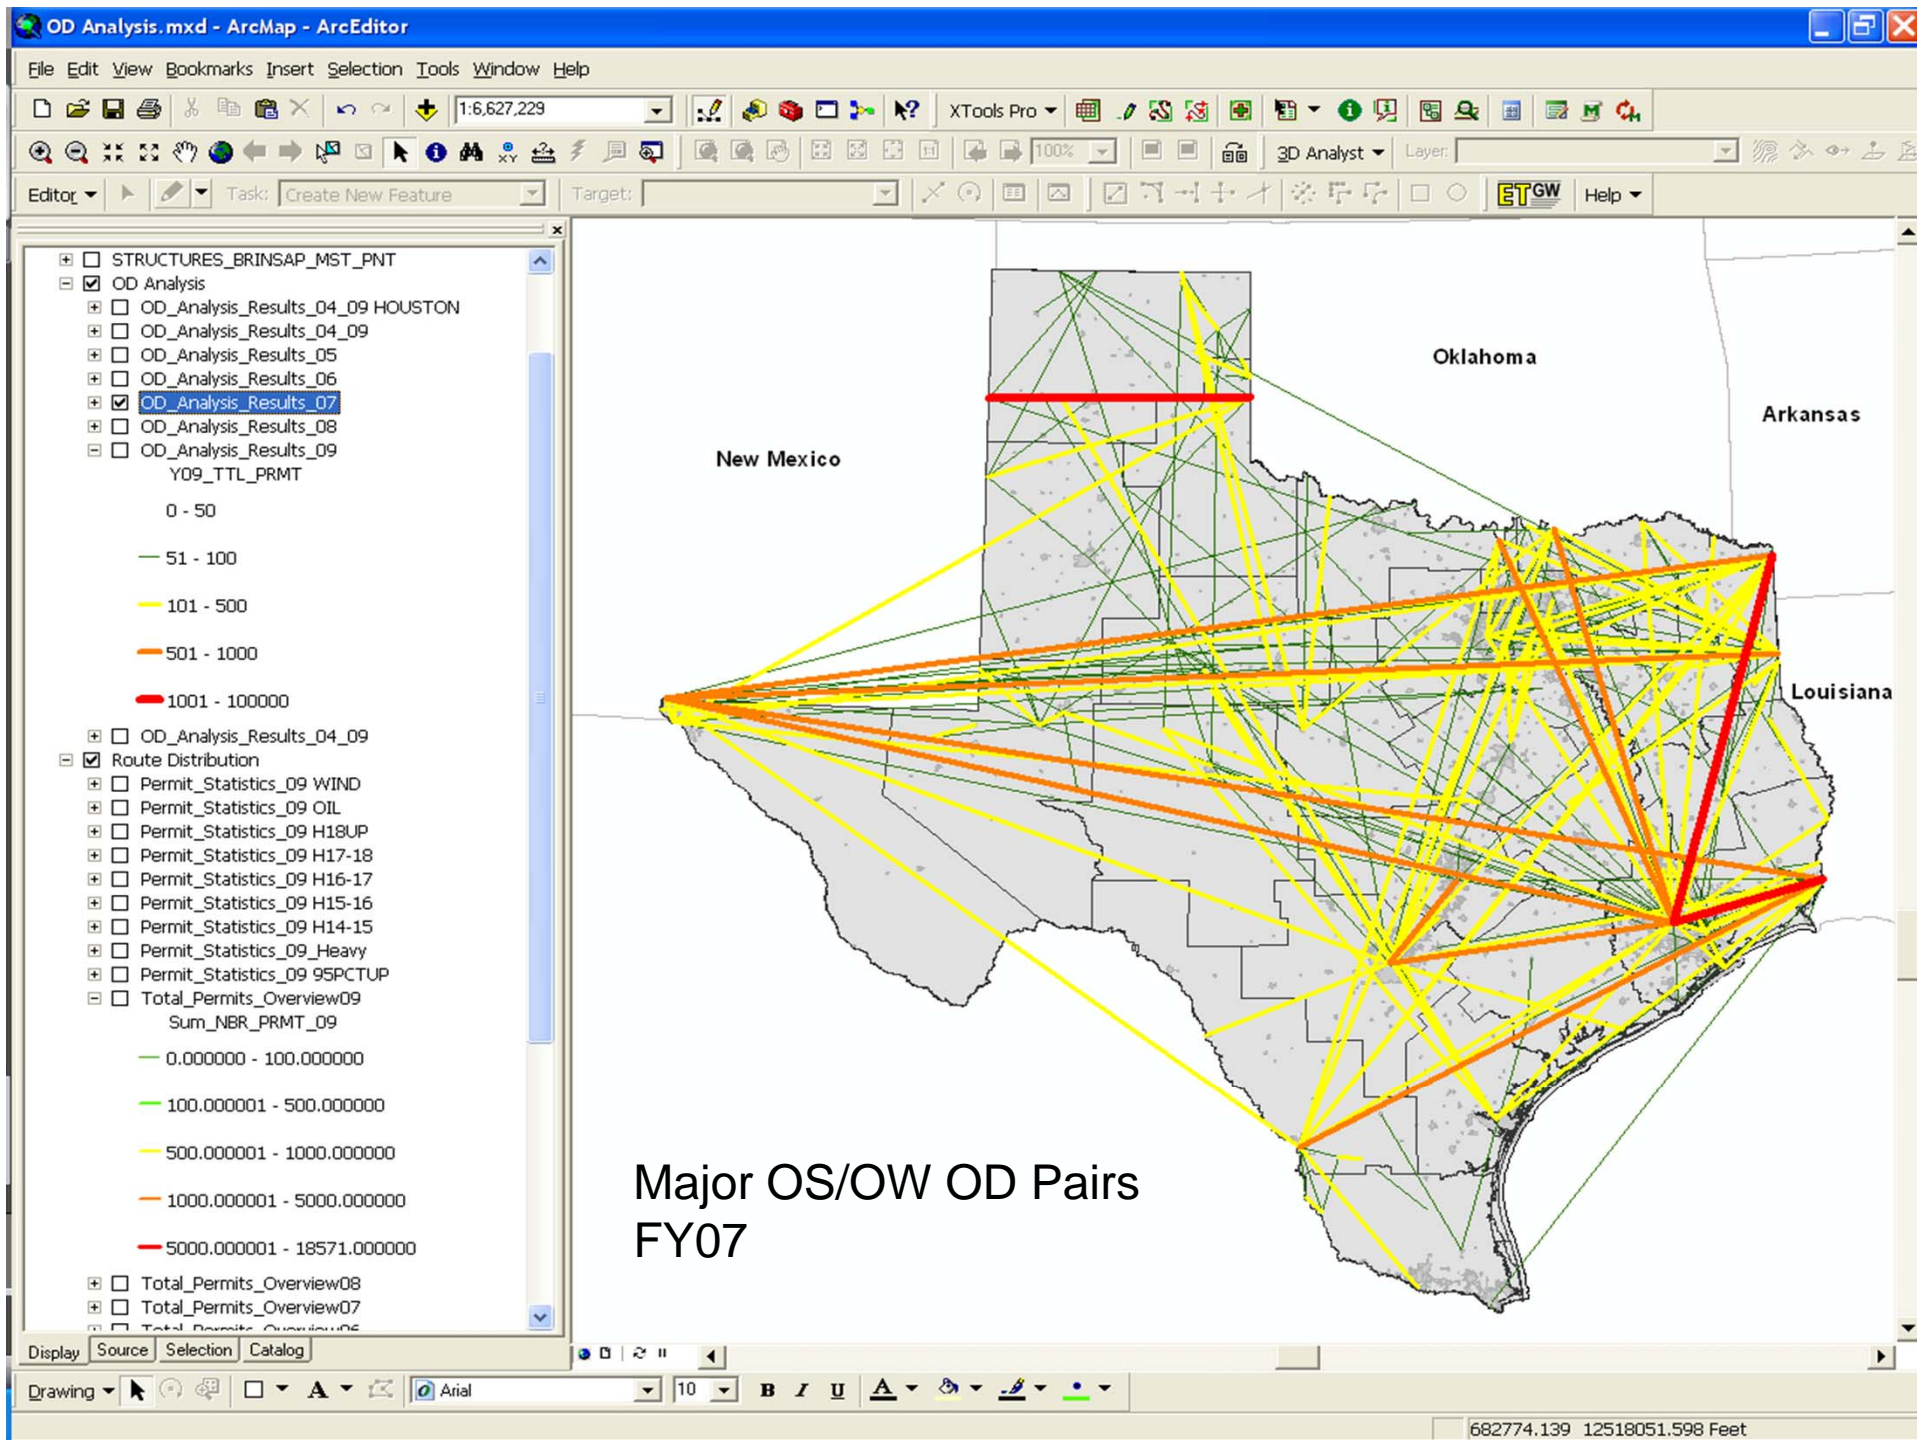 OD Analysis.mxd - ArcMap - ArcEditor
File Edit View Bookmarks Insert Selection Tools Window Help
1:6,627,229
XTools Pro
100%
3D Analyst
Layer:
Editor
Task: Create New Feature
Target:
ETGW
Help
STRUCTURES_BRINSAP_MST_PNT
OD Analysis
OD_Analysis_Results_04_09 HOUSTON
OD_Analysis_Results_04_09
OD_Analysis_Results_05
OD_Analysis_Results_06
OD_Analysis_Results_07
OD_Analysis_Results_08
OD_Analysis_Results_09
Y09_TTL_PRMT
0 - 50
51 - 100
101 - 500
501 - 1000
1001 - 100000
OD_Analysis_Results_04_09
Route Distribution
Permit_Statistics_09 WIND
Permit_Statistics_09 OIL
Permit_Statistics_09 H18UP
Permit_Statistics_09 H17-18
Permit_Statistics_09 H16-17
Permit_Statistics_09 H15-16
Permit_Statistics_09 H14-15
Permit_Statistics_09_Heavy
Permit_Statistics_09 95PCTUP
Total_Permits_Overview09
Sum_NBR_PRMT_09
0.000000 - 100.000000
100.000001 - 500.000000
500.000001 - 1000.000000
1000.000001 - 5000.000000
5000.000001 - 18571.000000
Total_Permits_Overview08
Total_Permits_Overview07
Total_Permits_Overview06
Display Source Selection Catalog
Oklahoma
Arkansas
New Mexico
Louisiana
Major OS/OW OD Pairs
FY07
Drawing
A
Arial
10
B I U A
682774.139 12518051.598 Feet